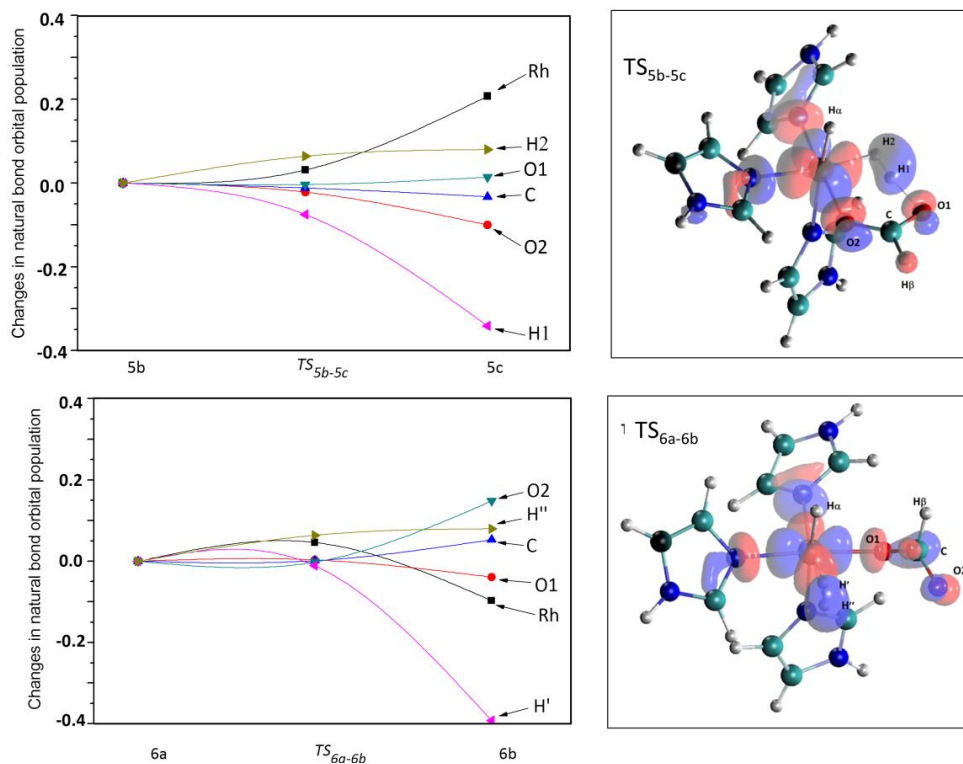 0.4
0.2
0.0
-0.2
-0.4
Changes in natural bond orbital population
Rh
H2
O1
C
O2
H1
5b
TS5b-5c
5c
TS5b-5c
Hα
H2
H1
O1
C
O2
Hβ
0.4
0.2
0.0
-0.2
-0.4
Changes in natural bond orbital population
O2
H''
C
O1
Rh
H'
6a
TS6a-6b
6b
TS6a-6b
Hα
Hβ
O1
C
O2
H'
H''